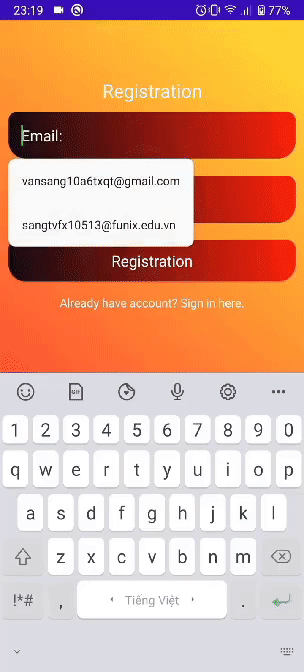 23:19
77%
Registration
Email:
vansang10a6txqt@gmail.com
sangtvfx10513@funix.edu.vn
Registration
Already have account? Sign in here.
GIF
1 2 3 4 5 6 7 8 9 0
q w e r t y u i o p
a s d f g h j k l
z x c v b n m
!*# , Tiếng Việt .